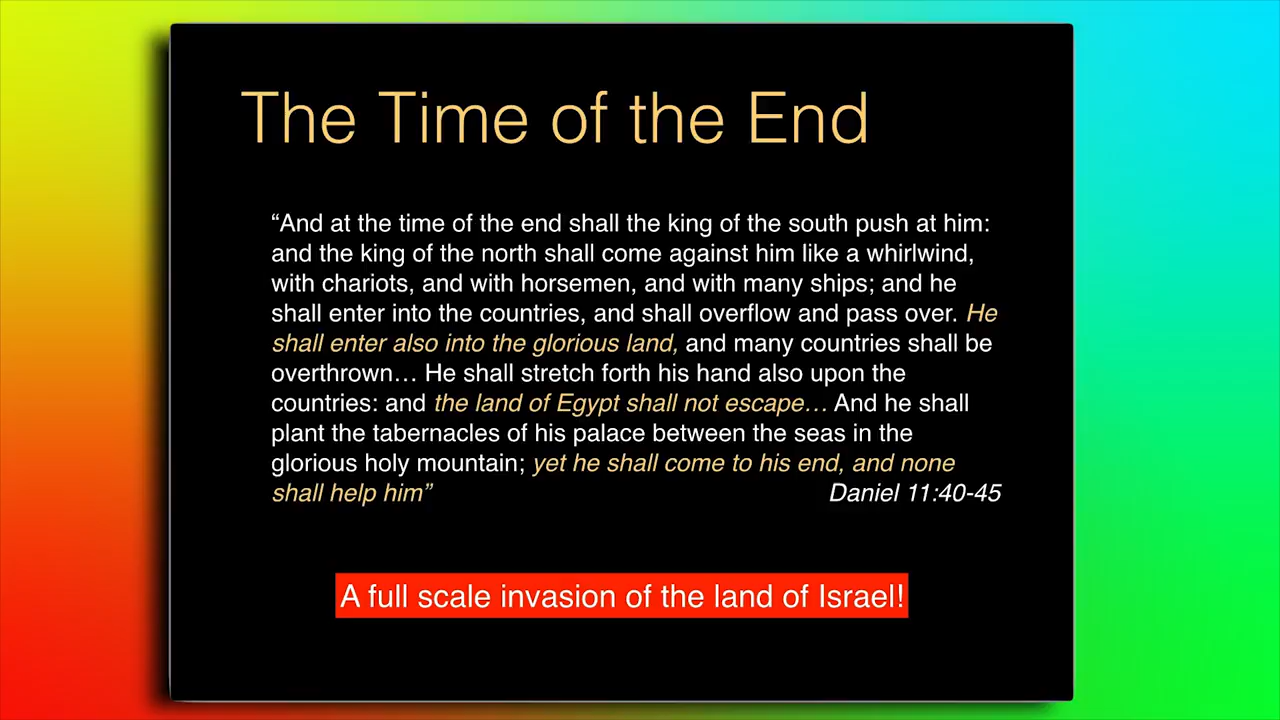 The Time of the End
“And at the time of the end shall the king of the south push at him:
and the king of the north shall come against him like a whirlwind,
with chariots, and with horsemen, and with many ships; and he
shall enter into the countries, and shall overflow and pass over. He
shall enter also into the glorious land, and many countries shall be
overthrown… He shall stretch forth his hand also upon the
countries: and the land of Egypt shall not escape… And he shall
plant the tabernacles of his palace between the seas in the
glorious holy mountain; yet he shall come to his end, and none
shall help him” Daniel 11:40-45
A full scale invasion of the land of Israel!